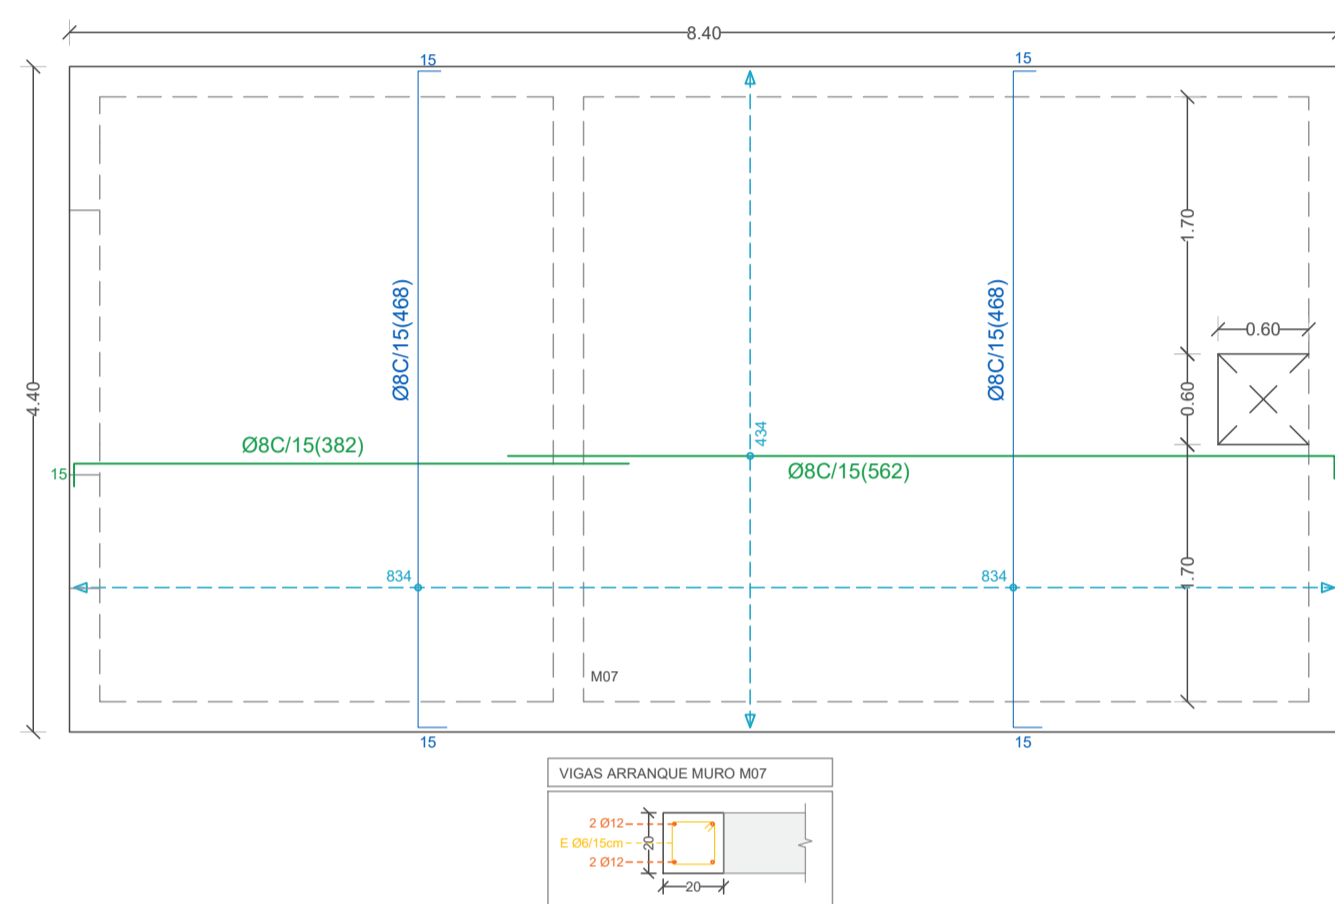 8.40
15
15
1.70
Ø8C/15(468)
Ø8C/15(468)
0.60
4.40
0.60
434
Ø8C/15(382)
15
Ø8C/15(562)
834
834
1.70
M07
15
15
VIGAS ARRANQUE MURO M07
2 Ø12
E Ø6/15cm
20
2 Ø12
20